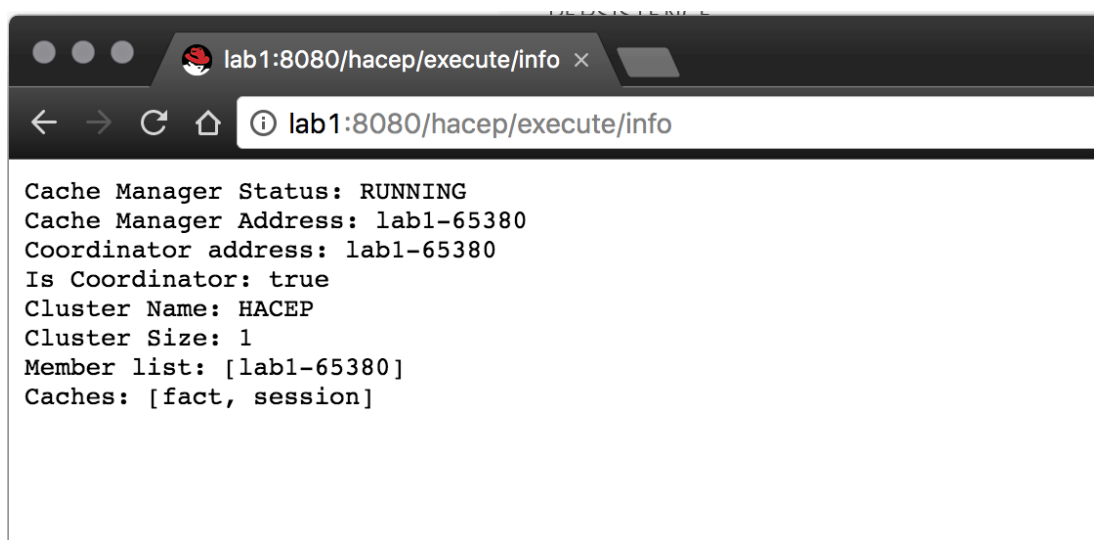 PERSISTENCE
lab1:8080/hacep/execute/info
lab1:8080/hacep/execute/info
Cache Manager Status: RUNNING
Cache Manager Address: lab1-65380
Coordinator address: lab1-65380
Is Coordinator: true
Cluster Name: HACEP
Cluster Size: 1
Member list: [lab1-65380]
Caches: [fact, session]